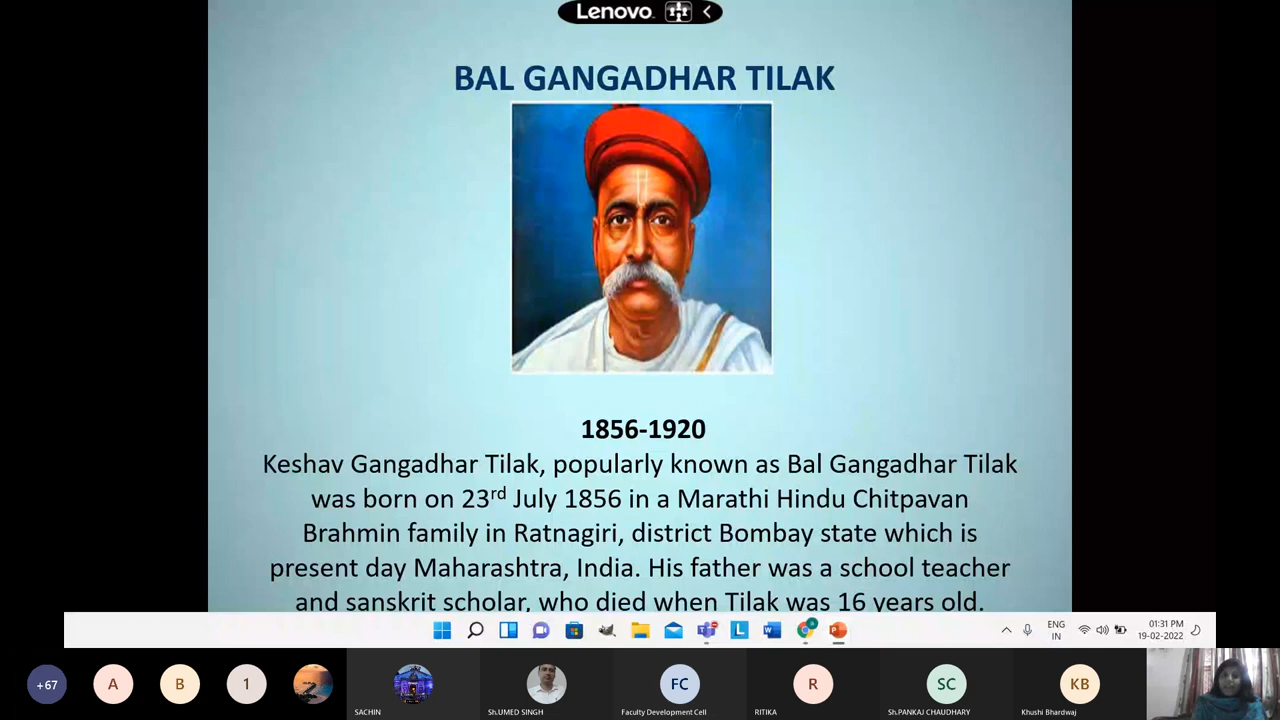 Lenovo
BAL GANGADHAR TILAK
1856-1920
Keshav Gangadhar Tilak, popularly known as Bal Gangadhar Tilak
was born on 23rd July 1856 in a Marathi Hindu Chitpavan
Brahmin family in Ratnagiri, district Bombay state which is
present day Maharashtra, India. His father was a school teacher
and sanskrit scholar, who died when Tilak was 16 years old.
ENG
IN
01:31 PM
19-02-2022
+67
A
B
1
FC
R
SC
KB
SACHIN
Sh.UMED SINGH
Faculty Development Cell
RITIKA
Sh.PANKAJ CHAUDHARY
Khushi Bhardwaj